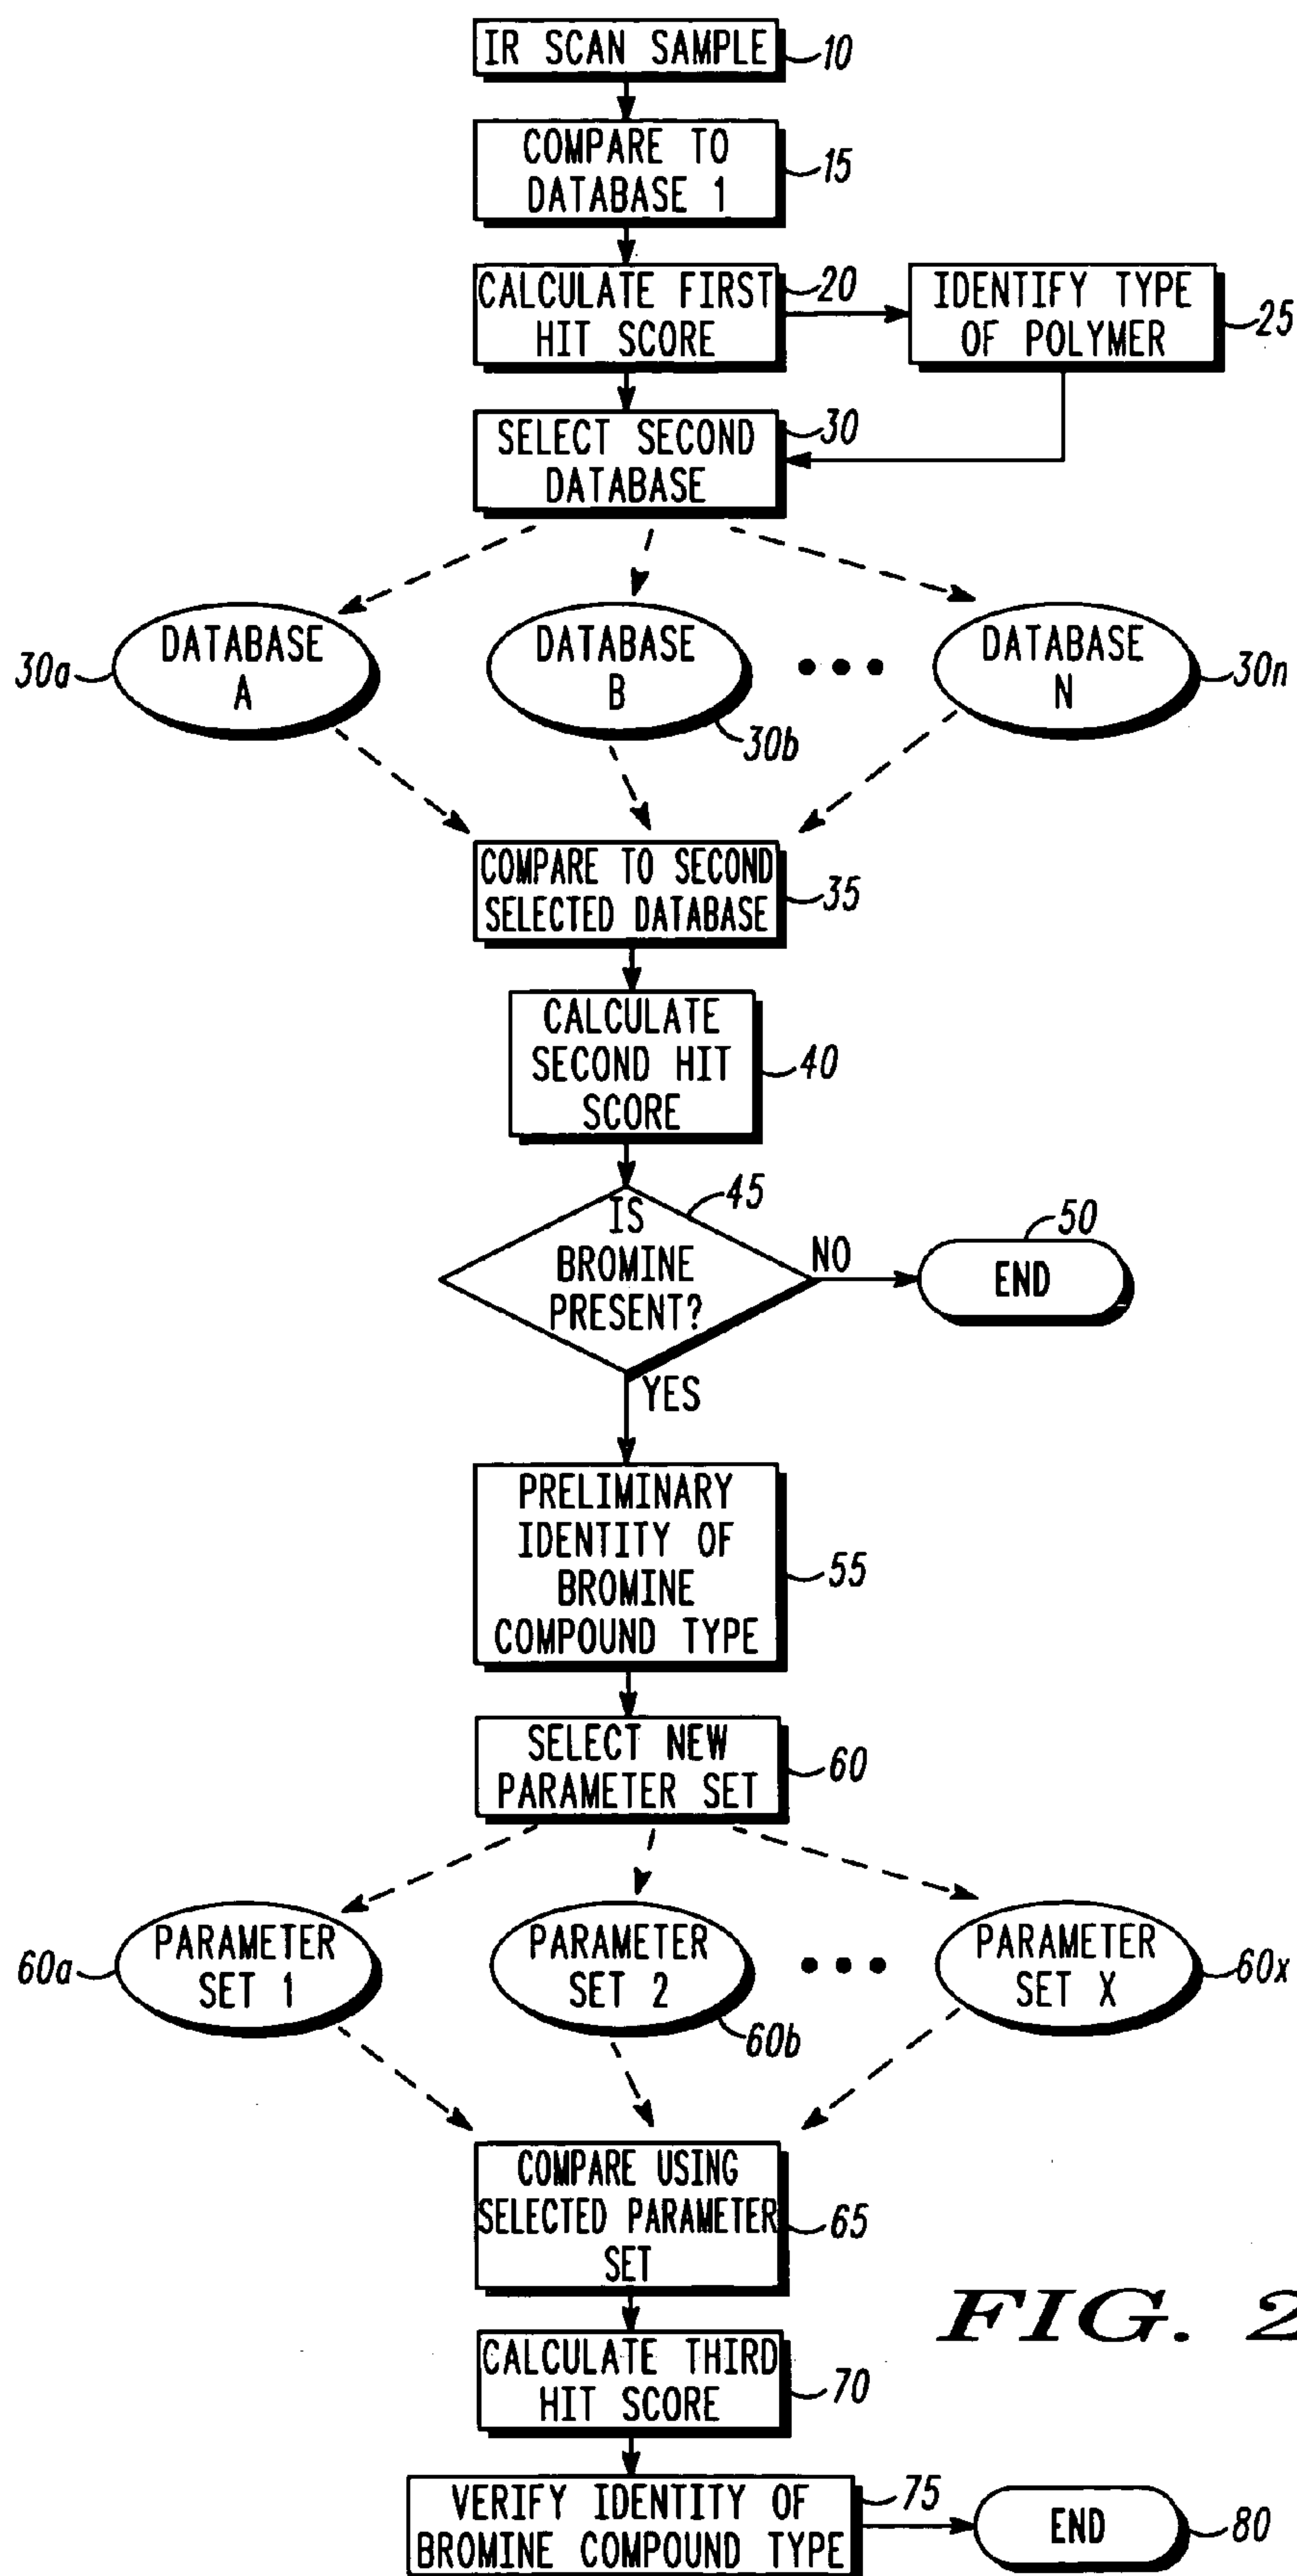 IR SCAN SAMPLE
10
COMPARE TO
DATABASE 1
15
CALCULATE FIRST
HIT SCORE
20
IDENTIFY TYPE
OF POLYMER
25
SELECT SECOND
DATABASE
30
DATABASE
A
30a
DATABASE
B
30b
DATABASE
N
30n
COMPARE TO SECOND
SELECTED DATABASE
35
CALCULATE
SECOND HIT
SCORE
40
IS
BROMINE
PRESENT?
45
NO
END
50
YES
PRELIMINARY
IDENTITY OF
BROMINE
COMPOUND TYPE
55
SELECT NEW
PARAMETER SET
60
PARAMETER
SET 1
60a
PARAMETER
SET 2
60b
PARAMETER
SET X
60x
COMPARE USING
SELECTED PARAMETER
SET
65
CALCULATE THIRD
HIT SCORE
70
VERIFY IDENTITY OF
BROMINE COMPOUND TYPE
75
END
80
FIG. 2